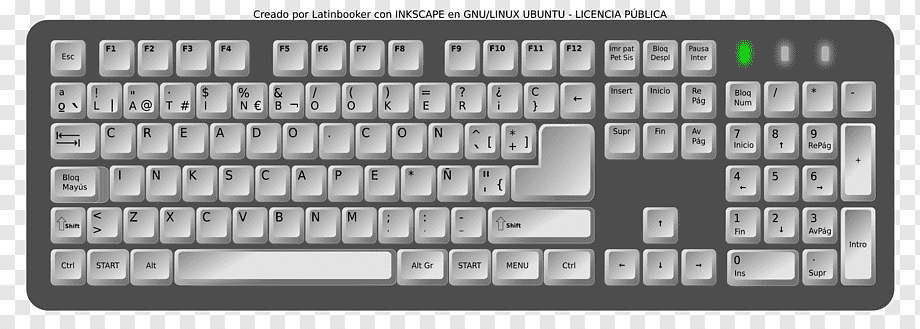 Creado por Latinbooker con INKSCAPE en GNU/LINUX UBUNTU - LICENCIA PÚBLICA
Esc F1 F2 F3 F4 F5 F6 F7 F8 F9 F10 F11 F12 Imr pat Pet Sis Bloq Despl Pausa Inter
a º \ ! L | " A @ · T # $ I % N € & B ¬ / O ( O ) K = E ? R ¿ ¡ C } ← Insert Inicio Re Pág Bloq Num / * -
C R E A D O . C O N ^ ` [ * + ] Supr Fin Av Pág 7 Inicio 8 ↑ 9 RePág +
Bloq Mayús I N K S C A P E * Ñ " ' { 4 ← 5 6 →
Shift < > Z X C V B N M ; , : . - Shift ↑ 1 Fin 2 ↓ 3 AvPág Intro
Ctrl START Alt Alt Gr START MENU Ctrl ← ↓ → 0 Ins . Supr